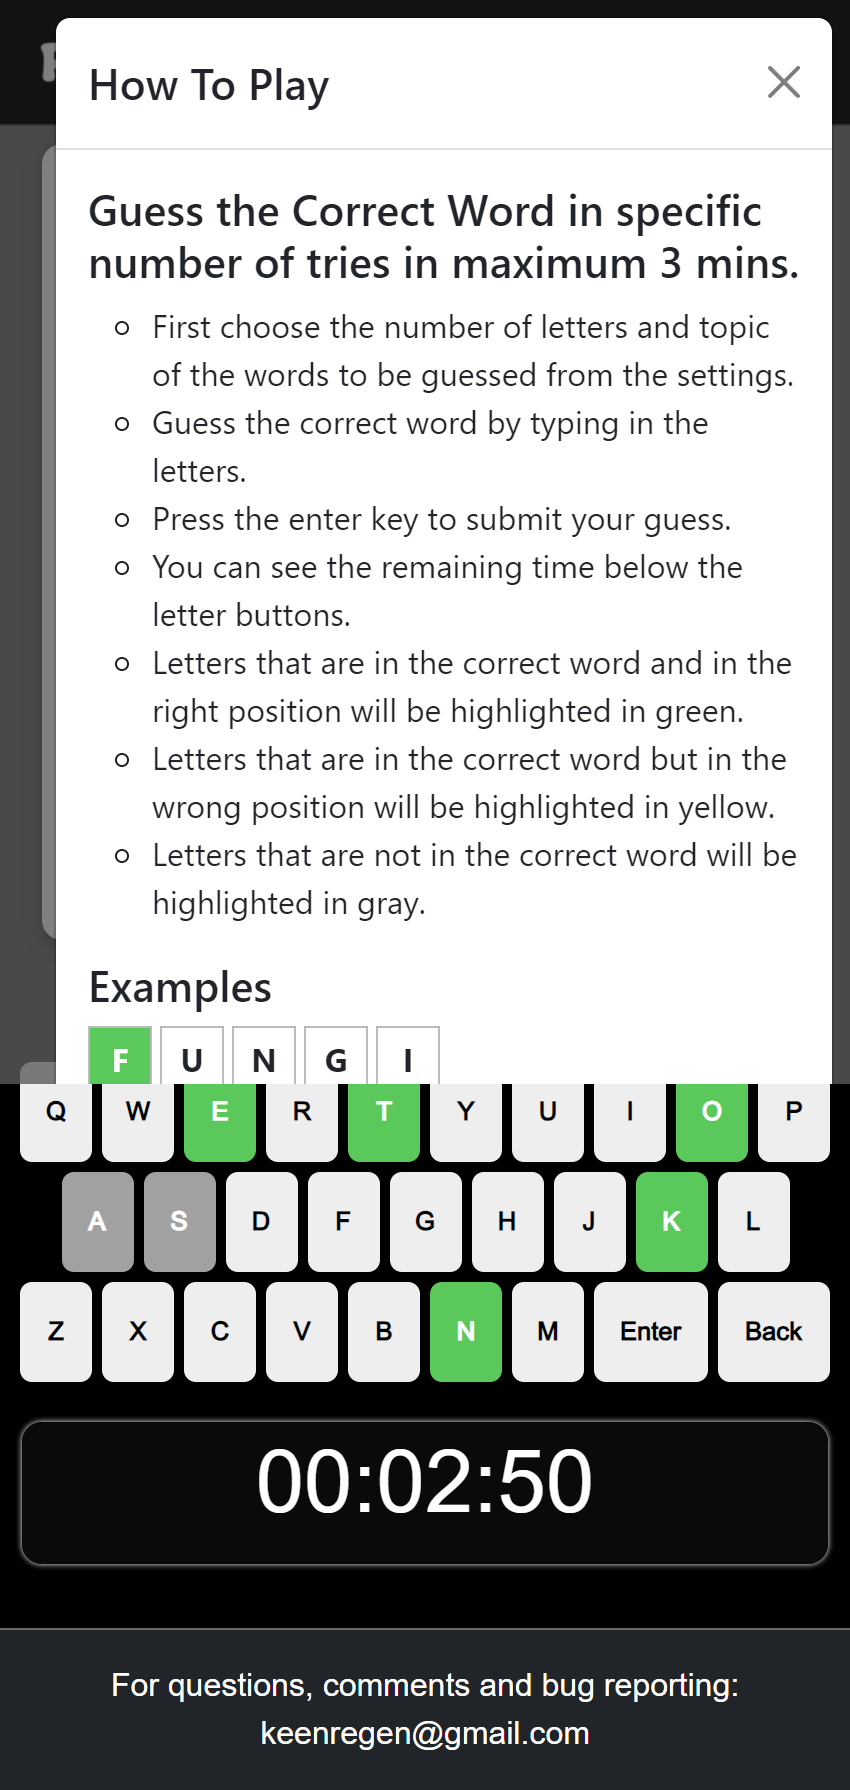 How To Play
Guess the Correct Word in specific
number of tries in maximum 3 mins.
First choose the number of letters and topic
of the words to be guessed from the settings.
Guess the correct word by typing in the
letters.
Press the enter key to submit your guess.
You can see the remaining time below the
letter buttons.
Letters that are in the correct word and in the
right position will be highlighted in green.
Letters that are in the correct word but in the
wrong position will be highlighted in yellow.
Letters that are not in the correct word will be
highlighted in gray.
Examples
F U N G I
Q W E R T Y U I O P
A S D F G H J K L
Z X C V B N M Enter Back
00:02:50
For questions, comments and bug reporting:
keenregen@gmail.com